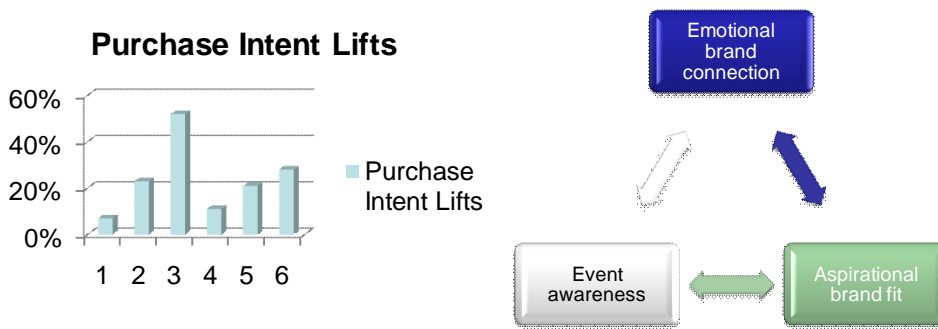 Purchase Intent Lifts
60%
40%
20%
0%
1 2 3 4 5 6
Purchase
Intent Lifts
Emotional
brand
connection
Event
awareness
Aspirational
brand fit